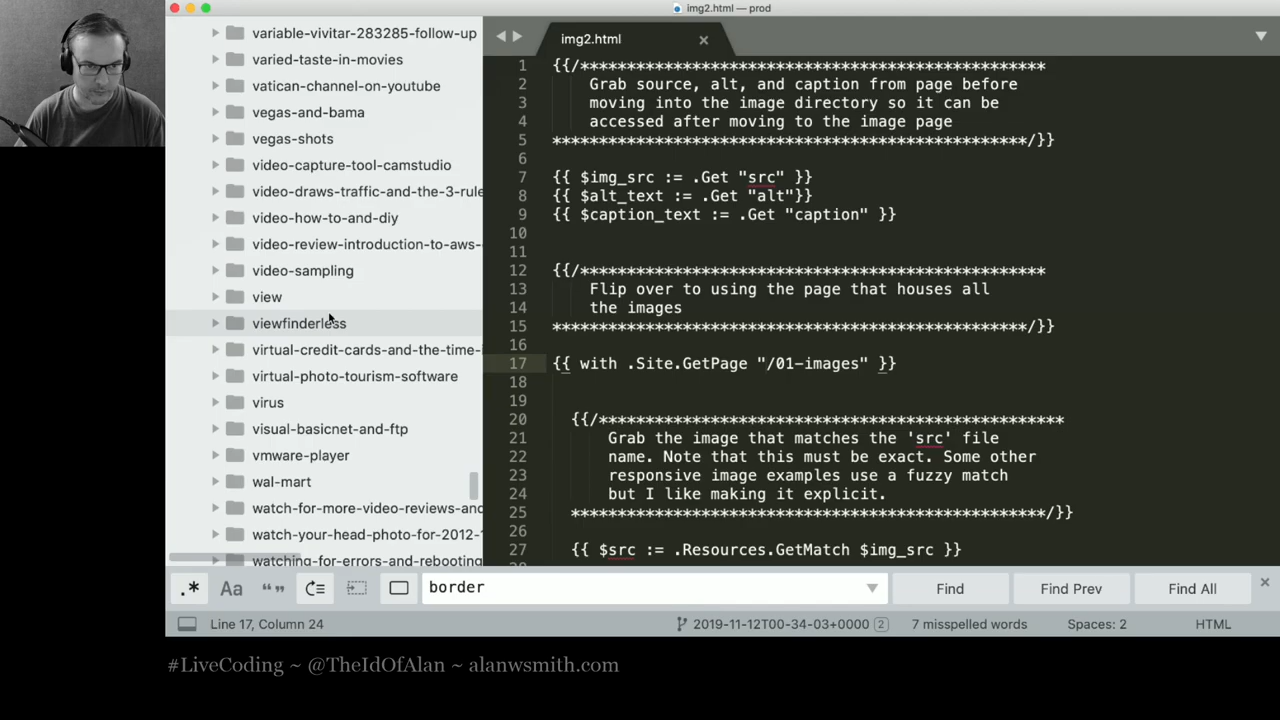 img2.html — prod
variable-vivitar-283285-follow-up
varied-taste-in-movies
vatican-channel-on-youtube
vegas-and-bama
vegas-shots
video-capture-tool-camstudio
video-draws-traffic-and-the-3-rule
video-how-to-and-diy
video-review-introduction-to-aws-
video-sampling
view
viewfinderless
virtual-credit-cards-and-the-time-
virtual-photo-tourism-software
virus
visual-basicnet-and-ftp
vmware-player
wal-mart
watch-for-more-video-reviews-and
watch-your-head-photo-for-2012-
watching-for-errors-and-rebooting
img2.html
1 {{/**************************************************
2 Grab source, alt, and caption from page before
3 moving into the image directory so it can be
4 accessed after moving to the image page
5 ***************************************************/}}
6
7 {{ $img_src := .Get "src" }}
8 {{ $alt_text := .Get "alt"}}
9 {{ $caption_text := .Get "caption" }}
10
11
12 {{/**************************************************
13 Flip over to using the page that houses all
14 the images
15 ***************************************************/}}
16
17 {{ with .Site.GetPage "/01-images" }}
18
19
20 {{/**************************************************
21 Grab the image that matches the 'src' file
22 name. Note that this must be exact. Some other
23 responsive image examples use a fuzzy match
24 but I like making it explicit.
25 ***************************************************/}}
26
27 {{ $src := .Resources.GetMatch $img_src }}
.* Aa “” border Find Find Prev Find All
Line 17, Column 24 2019-11-12T00-34-03+0000 2 7 misspelled words Spaces: 2 HTML
#LiveCoding ~ @TheIdOfAlan ~ alanwsmith.com